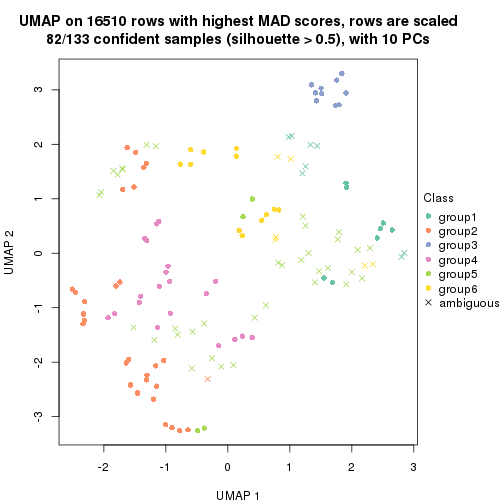 UMAP on 16510 rows with highest MAD scores, rows are scaled
82/133 confident samples (silhouette > 0.5), with 10 PCs
3
2
1
0
-1
-2
-3
UMAP 2
-2
-1
0
1
2
3
UMAP 1
Class
group1
group2
group3
group4
group5
group6
ambiguous